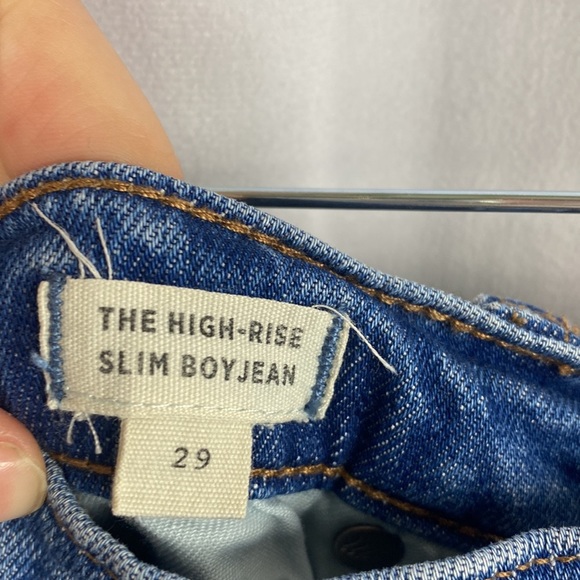 THE HIGH-RISE
SLIM BOYJEAN
29